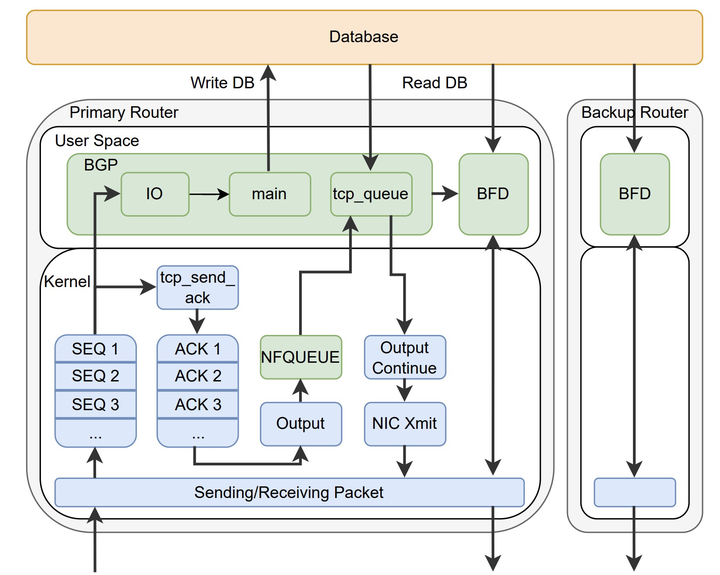 Database
Write DB
Read DB
Primary Router
Backup Router
User Space
BGP
IO
main
tcp_queue
BFD
BFD
Kernel
tcp_send_
ack
SEQ 1
SEQ 2
SEQ 3
...
ACK 1
ACK 2
ACK 3
...
NFQUEUE
Output
Output
Continue
NIC Xmit
Sending/Receiving Packet